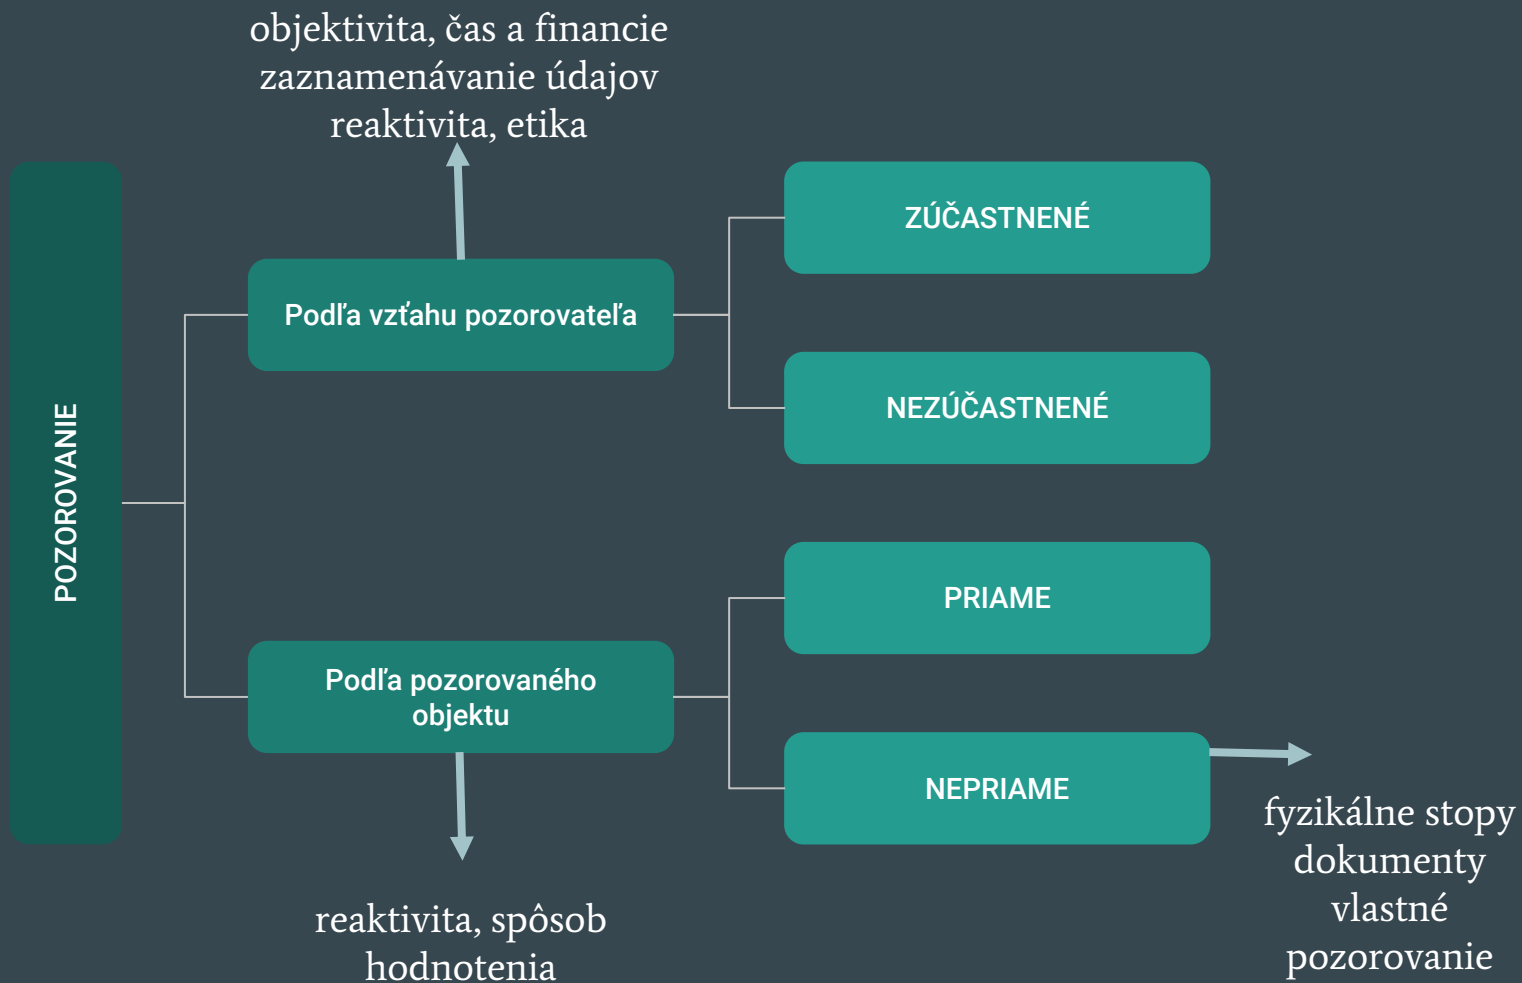 objektivita, čas a financie
zaznamenávanie údajov
reaktivita, etika
POZOROVANIE
Podľa vzťahu pozorovateľa
ZÚČASTNENÉ
NEZÚČASTNENÉ
Podľa pozorovaného
objektu
PRIAME
NEPRIAME
reaktivita, spôsob
hodnotenia
fyzikálne stopy
dokumenty
vlastné
pozorovanie